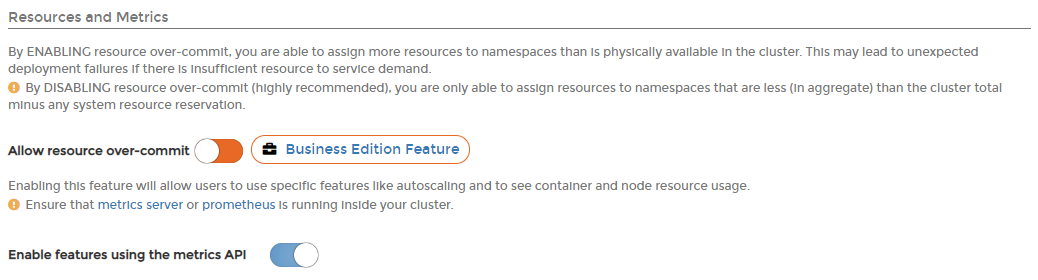 Resources and Metrics
By ENABLING resource over-commit, you are able to assign more resources to namespaces than is physically available in the cluster. This may lead to unexpected
deployment failures if there is insufficient resource to service demand.
By DISABLING resource over-commit (highly recommended), you are only able to assign resources to namespaces that are less (in aggregate) than the cluster total
minus any system resource reservation.
Allow resource over-commit Business Edition Feature
Enabling this feature will allow users to use specific features like autoscaling and to see container and node resource usage.
Ensure that metrics server or prometheus is running inside your cluster.
Enable features using the metrics API